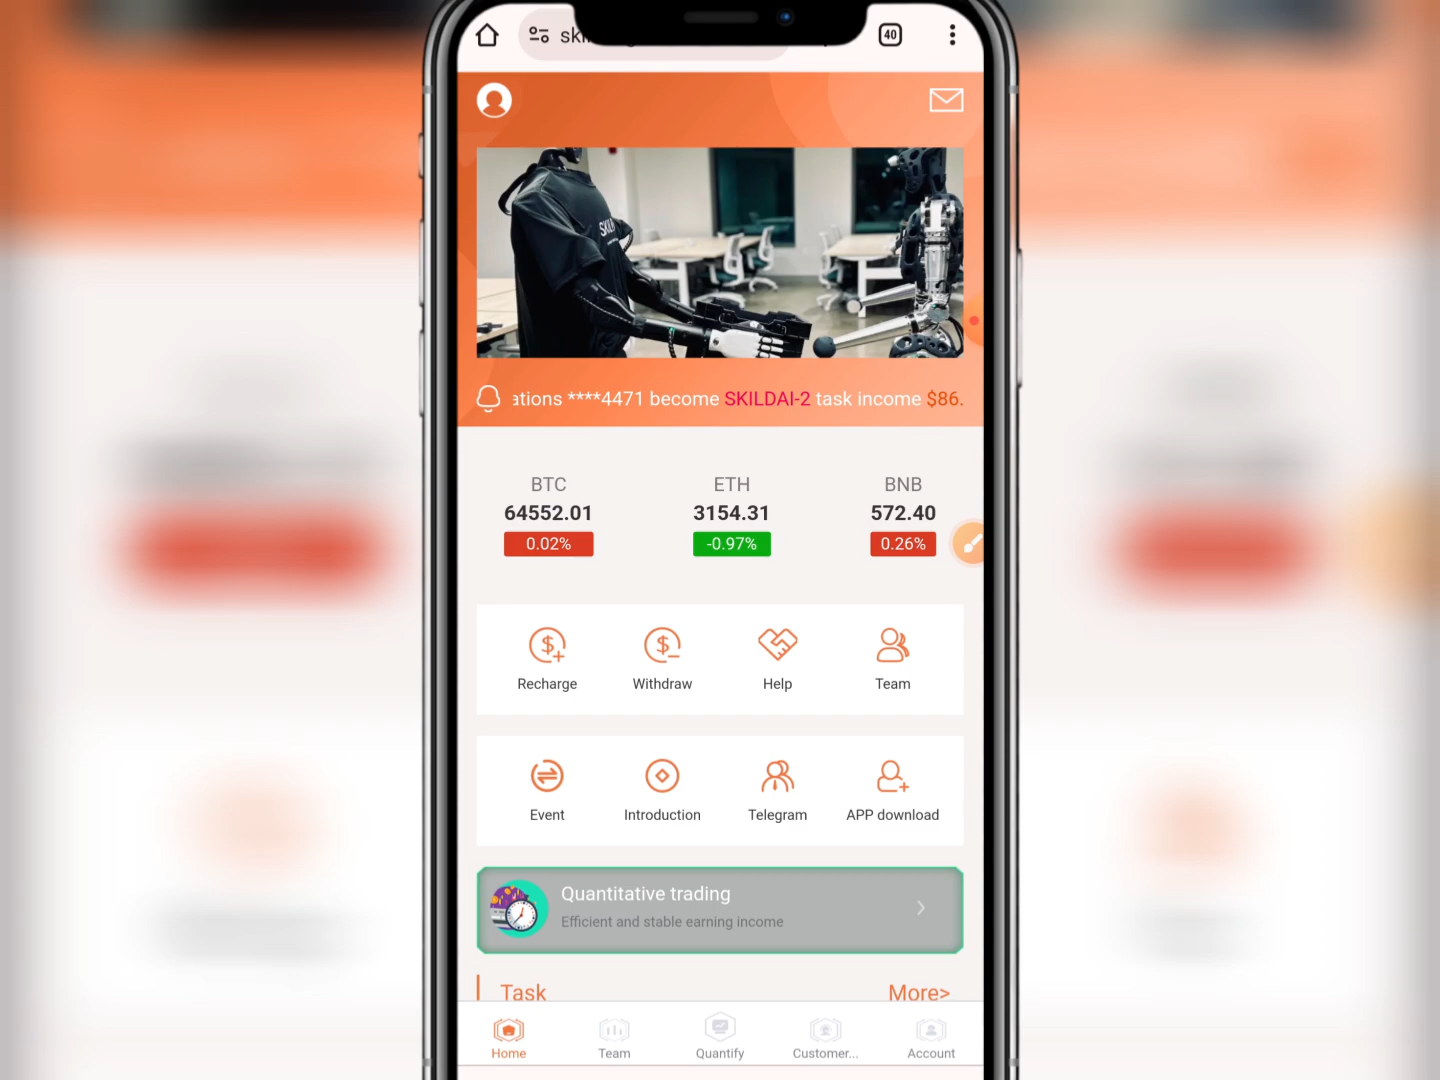 40
ations ****4471 become SKILDAI-2 task income $86.
BTC ETH BNB
64552.01 3154.31 572.40
0.02% -0.97% 0.26%
Recharge Withdraw Help Team
Event Introduction Telegram APP download
Quantitative trading
Efficient and stable earning income
Task More>
Home Team Quantify Customer... Account